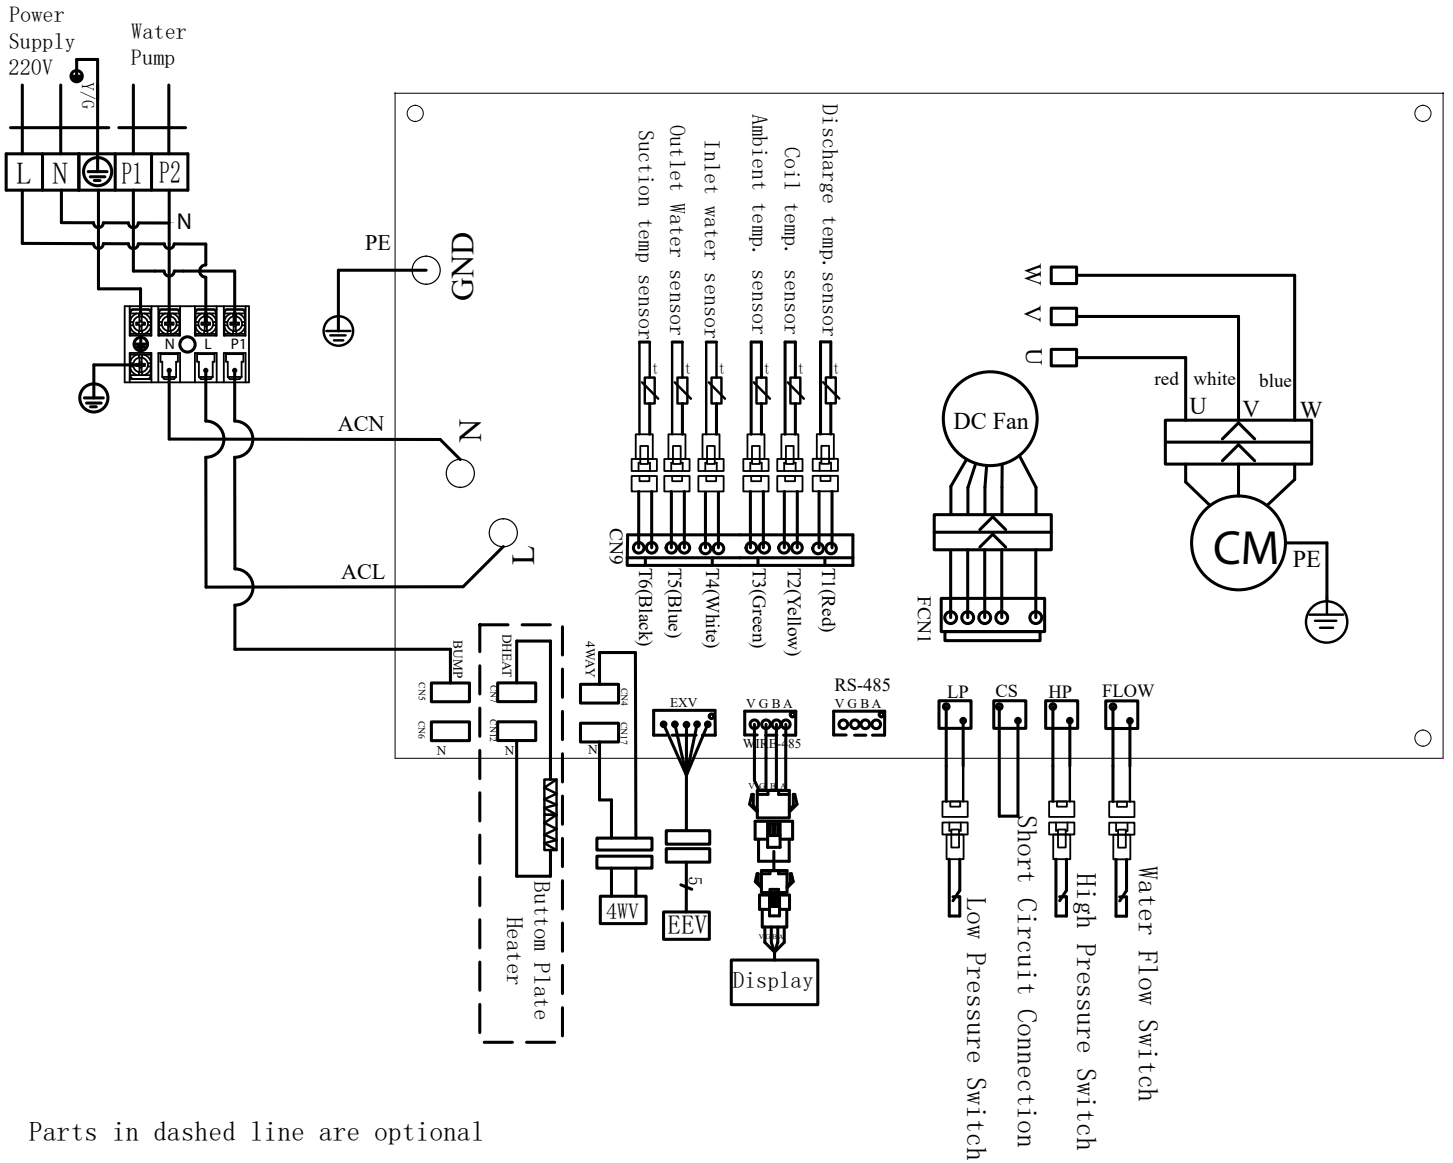 Power
Supply
220V
Water
Pump
Y/G
L N P1 P2
N
N L P1
PE
GND
ACN
N
ACL
L
Suction temp sensor
Outlet Water sensor
Inlet water sensor
Ambient temp. sensor
Coil temp. sensor
Discharge temp. sensor
t t t t t t
CN9
T6(Black)
T5(Blue)
T4(White)
T3(Green)
T2(Yellow)
T1(Red)
DC Fan
FCN1
W
V
U
red white blue
U V W
CM
PE
BUMP
CN5
CN6
N
DHEAT
CN7
CN12
N
Buttom Plate
Heater
4WAY
CN4
CN17
N
4WV
EXV
5
EEV
V G B A
WIRE-485
V G B A
V G B A
Display
RS-485
V G B A
LP
CS
HP
FLOW
Low Pressure Switch
Short Circuit Connection
High Pressure Switch
Water Flow Switch
Parts in dashed line are optional